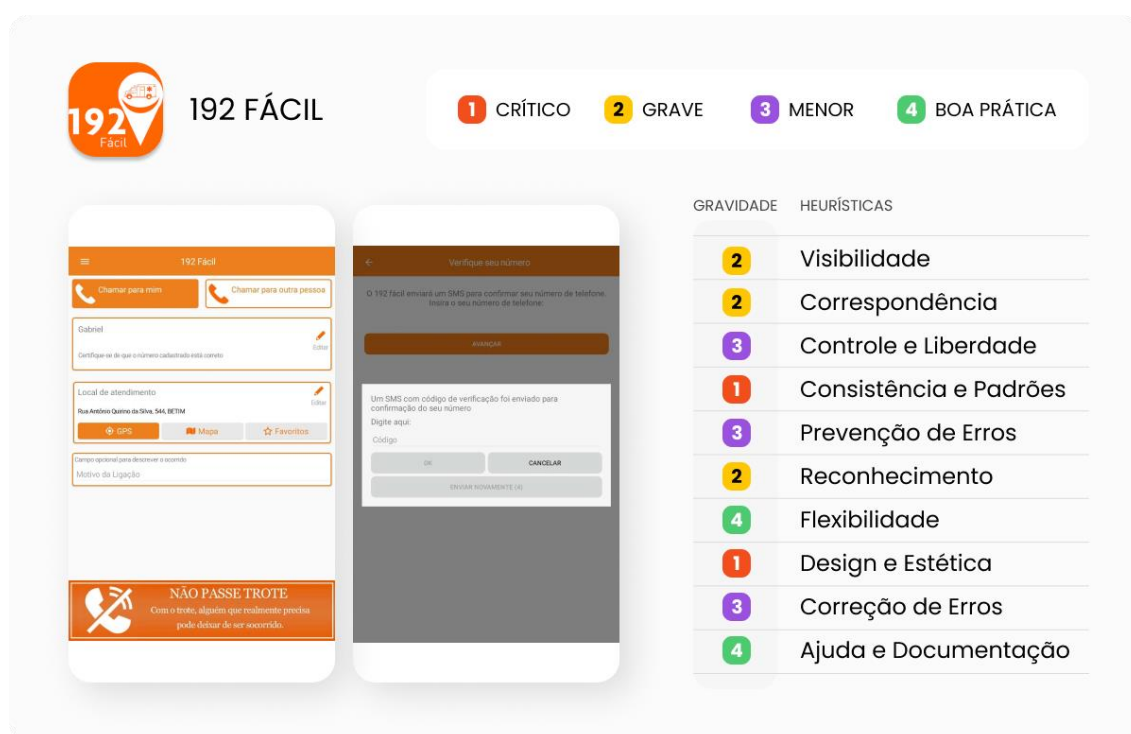 192
Fácil
192 FÁCIL
1 CRÍTICO
2 GRAVE
3 MENOR
4 BOA PRÁTICA
192 Fácil
Chamar para mim
Chamar para outra pessoa
Gabriel
Editar
Certifique-se de que o número cadastrado está correto
Local de atendimento
Editar
Rua Antônio Quirino da Silva, 544, BETIM
GPS
Mapa
Favoritos
Campo opcional para descrever o ocorrido
Motivo da Ligação
NÃO PASSE TROTE
Com o trote, alguém que realmente precisa
pode deixar de ser socorrido.
Verifique seu número
O 192 fácil enviará um SMS para confirmar seu número de telefone.
Insira o seu número de telefone:
AVANÇAR
Um SMS com código de verificação foi enviado para
confirmação do seu número
Digite aqui:
Código
OK
CANCELAR
ENVIAR NOVAMENTE (4)
GRAVIDADE HEURÍSTICAS
2 Visibilidade
2 Correspondência
3 Controle e Liberdade
1 Consistência e Padrões
3 Prevenção de Erros
2 Reconhecimento
4 Flexibilidade
1 Design e Estética
3 Correção de Erros
4 Ajuda e Documentação